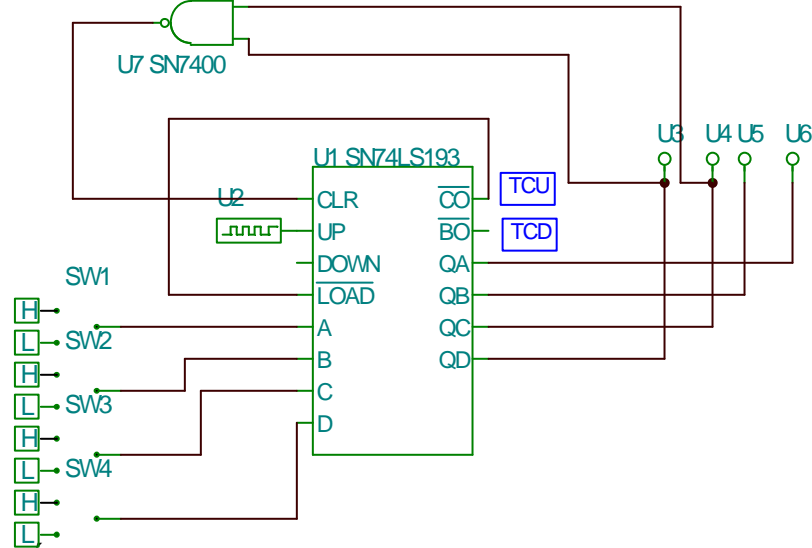 U7 SN7400
U3 U4 U5 U6
U1 SN74LS193
U2
CLR CO TCU
UP BO TCD
DOWN QA
LOAD QB
A QC
B QD
C
D
SW1
H
L SW2
H
L SW3
H
L SW4
H
L